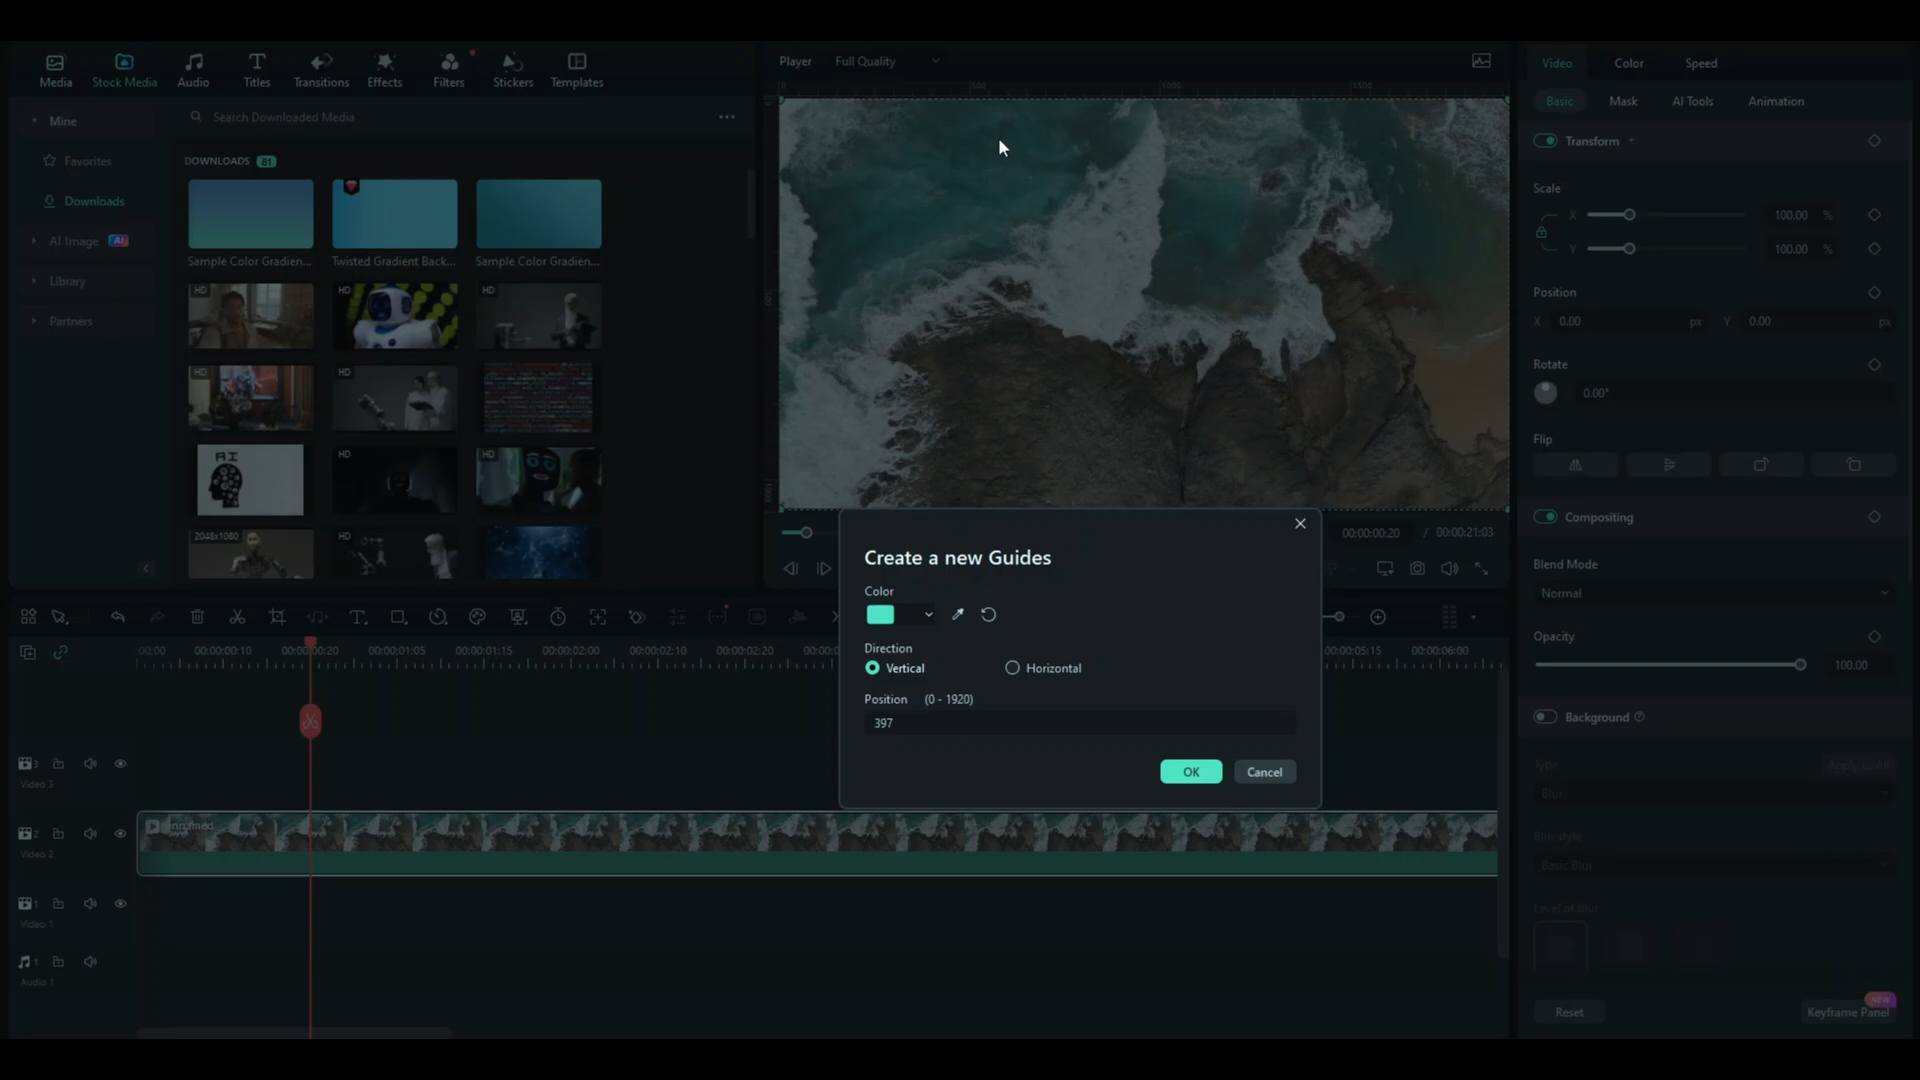 Media
Stock Media
Audio
Titles
Transitions
Effects
Filters
Stickers
Templates
Player
Full Quality
Video
Color
Speed
Mine
Search Downloaded Media
0
500
1000
1500
Basic
Mask
AI Tools
Animation
Transform
Favorites
DOWNLOADS 81
Downloads
Scale
X
100.00
%
AI Image
AI
Y
100.00
%
Sample Color Gradien...
Twisted Gradient Back...
Sample Color Gradien...
Library
HD
HD
HD
Position
Partners
X
0.00
px
Y
0.00
px
HD
HD
Rotate
0.00°
Flip
AI
HD
HD
2048x1080
HD
00:00:00:20
/
00:00:21:03
Compositing
Create a new Guides
Blend Mode
Normal
Color
Opacity
100.00
Direction
Vertical
Horizontal
Position
(0 - 1920)
397
OK
Cancel
:00:00
00:00:00:10
00:00:00:20
00:00:01:05
00:00:01:15
00:00:02:00
00:00:02:10
00:00:02:20
00:00:05:15
00:00:06:00
Background
Type
Apply to All
Blur
3
Video 3
2
Video 2
unnamed
Blur style
Basic Blur
1
Video 1
Level of Blur
1
Audio 1
Reset
NEW
Keyframe Panel